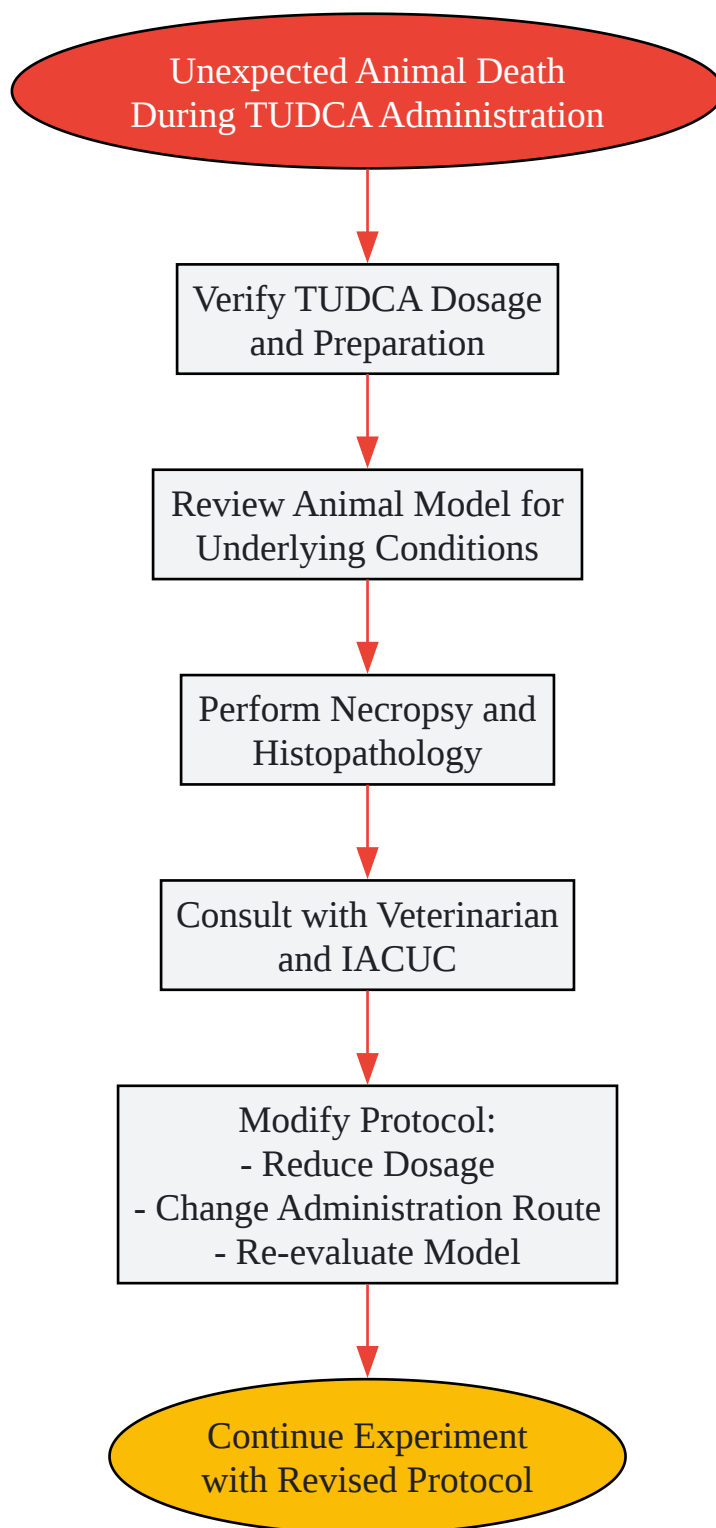 Unexpected Animal Death
During TUDCA Administration
Verify TUDCA Dosage
and Preparation
Review Animal Model for
Underlying Conditions
Perform Necropsy and
Histopathology
Consult with Veterinarian
and IACUC
Modify Protocol:
- Reduce Dosage
- Change Administration Route
- Re-evaluate Model
Continue Experiment
with Revised Protocol